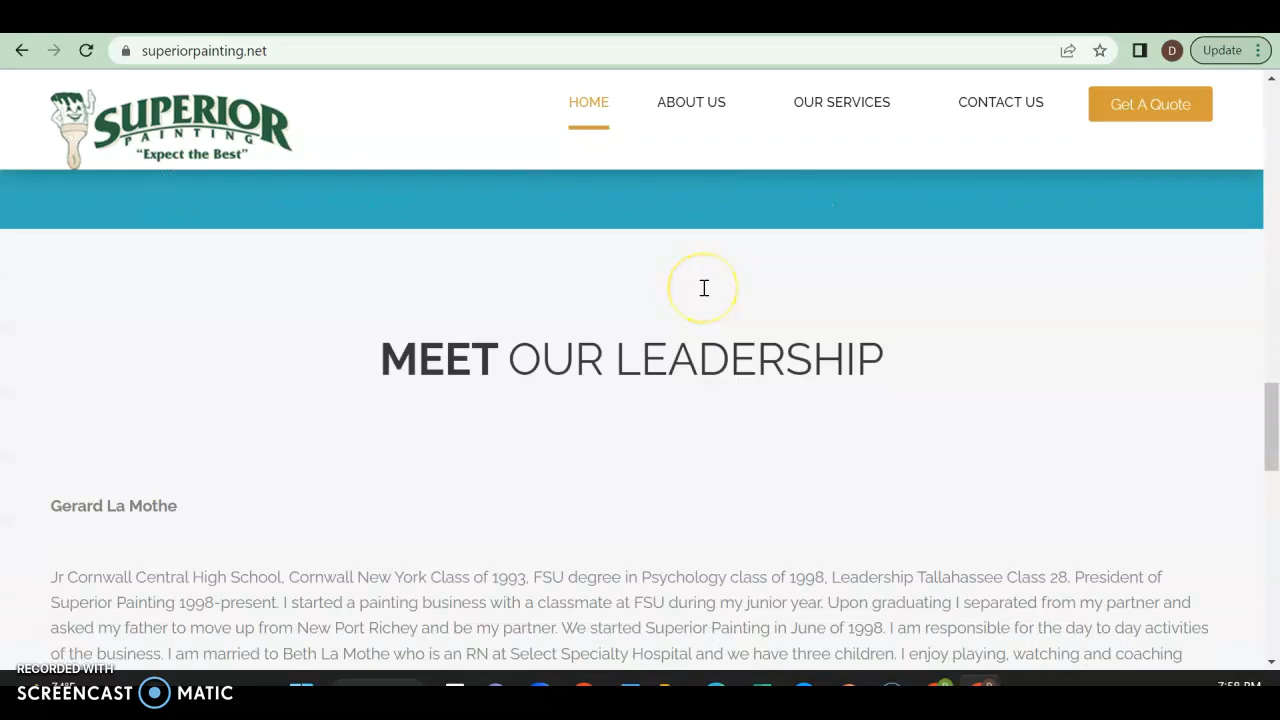 superiorpainting.net
D
Update
SUPERIOR
PAINTING
"Expect the Best"
HOME
ABOUT US
OUR SERVICES
CONTACT US
Get A Quote
MEET OUR LEADERSHIP
Gerard La Mothe
Jr Cornwall Central High School, Cornwall New York Class of 1993, FSU degree in Psychology class of 1998, Leadership Tallahassee Class 28. President of
Superior Painting 1998-present. I started a painting business with a classmate at FSU during my junior year. Upon graduating I separated from my partner and
asked my father to move up from New Port Richey and be my partner. We started Superior Painting in June of 1998. I am responsible for the day to day activities
of the business. I am married to Beth La Mothe who is an RN at Select Specialty Hospital and we have three children. I enjoy playing, watching and coaching
RECORDED WITH
SCREENCAST MATIC
7:58 PM